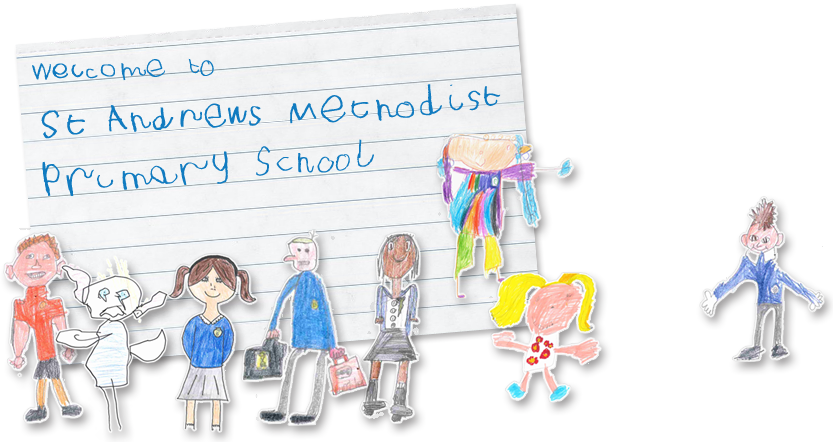 Welcome to
St Andrews Methodist
Primary School